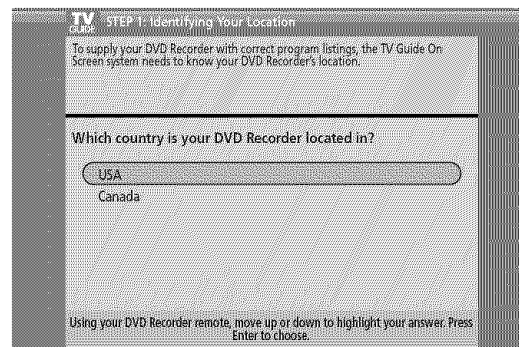 TV
GUIDE
STEP 1: Identifying Your Location
To supply your DVD Recorder with correct program listings, the TV Guide On
Screen system needs to know your DVD Recorder's location.
Which country is your DVD Recorder located in?
USA
Canada
Using your DVD Recorder remote, move up or down to highlight your answer. Press
Enter to choose.